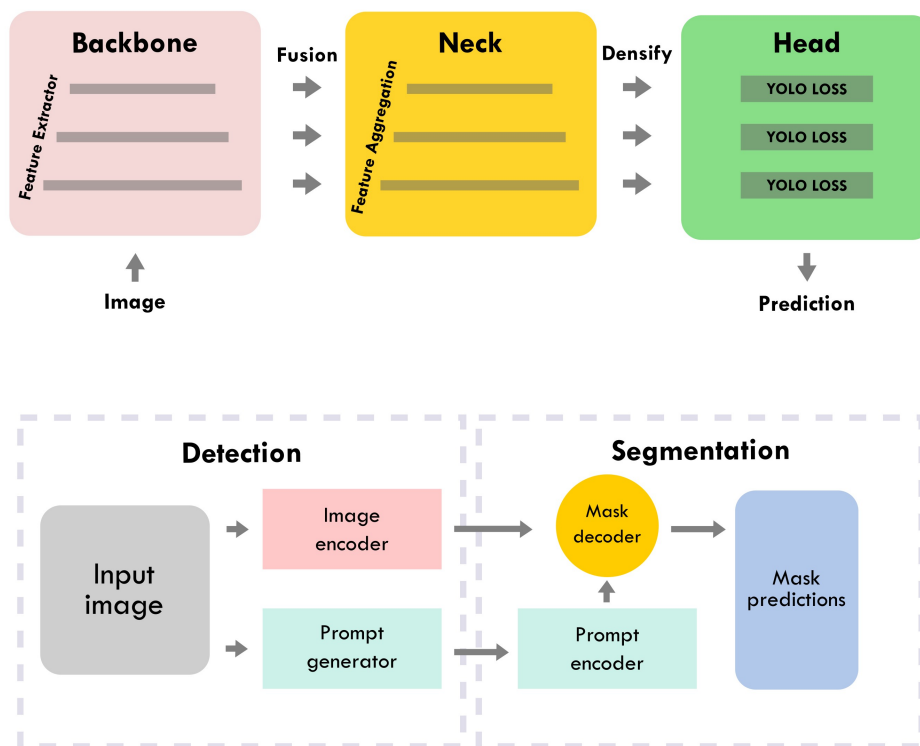 Backbone
Fusion
Neck
Densify
Head
Feature Extractor
Feature Aggregation
YOLO LOSS
YOLO LOSS
YOLO LOSS
Image
Prediction
Detection
Segmentation
Input
image
Image
encoder
Mask
decoder
Mask
predictions
Prompt
generator
Prompt
encoder